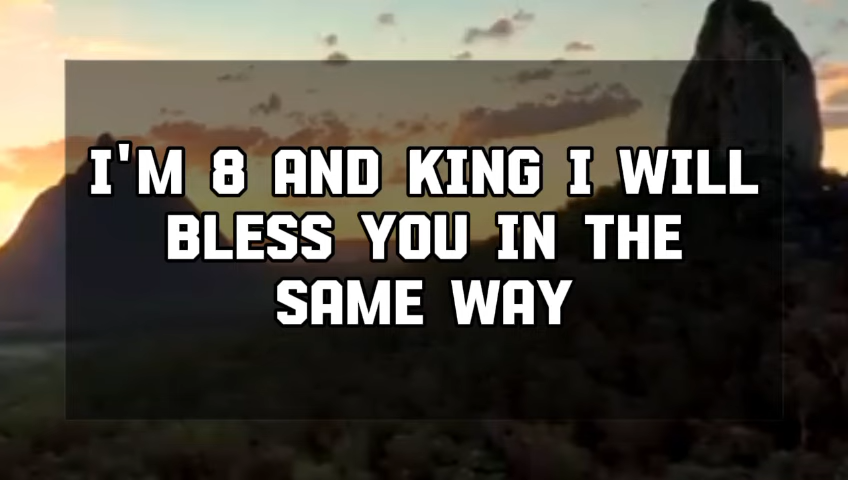 I'M 8 AND KING I WILL
BLESS YOU IN THE
SAME WAY